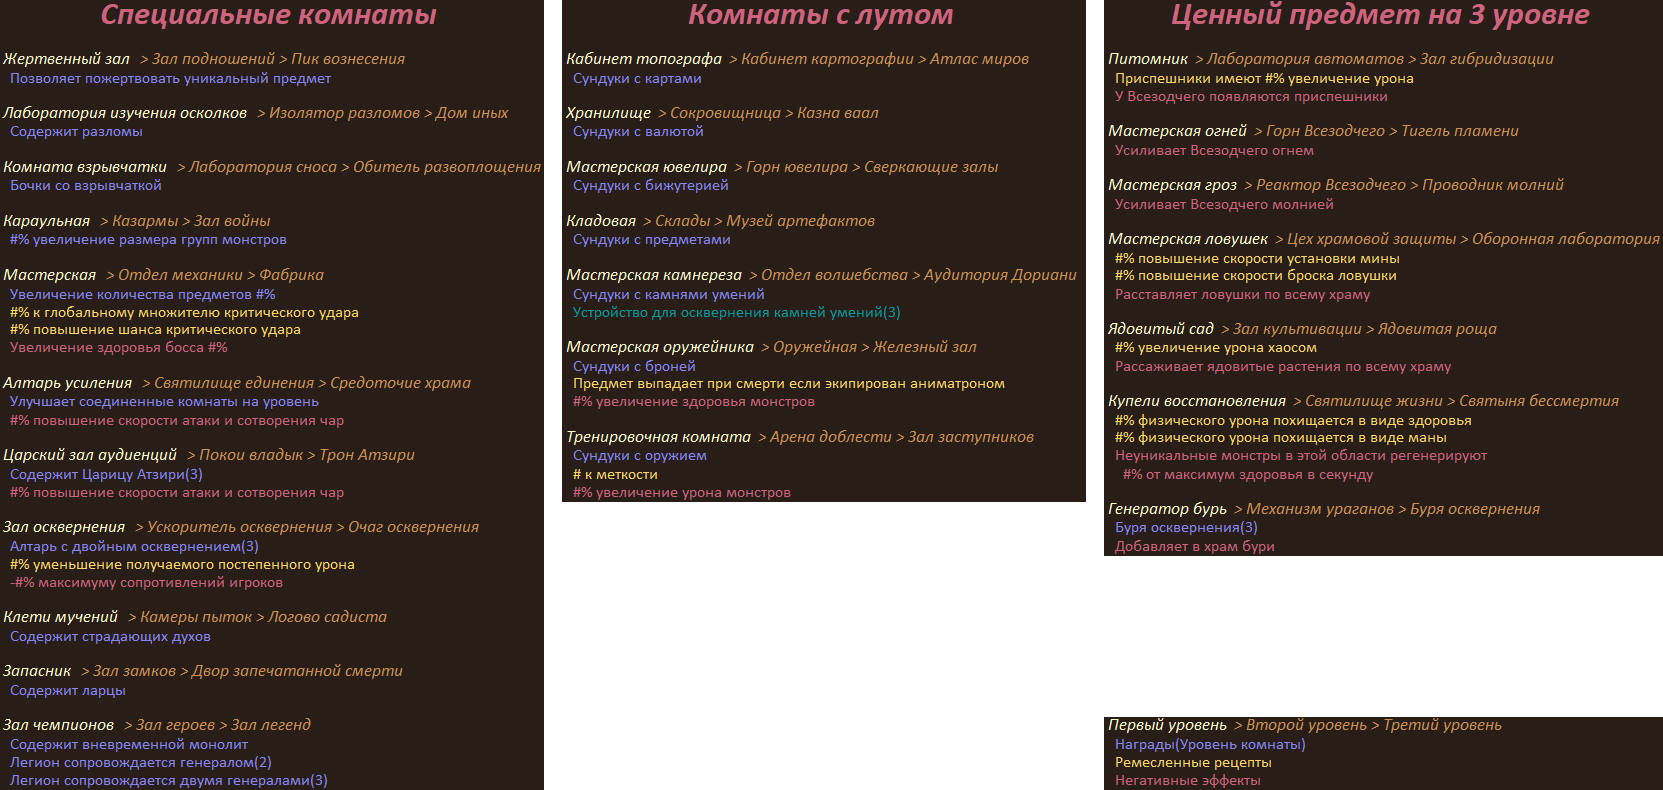 Специальные комнаты
Жертвенный зал > Зал подношений > Пик вознесения
Позволяет пожертвовать уникальный предмет
Лаборатория изучения осколков > Изолятор разломов > Дом иных
Содержит разломы
Комната взрывчатки > Лаборатория сноса > Обитель развоплощения
Бочки со взрывчаткой
Караульная > Казармы > Зал войны
#% увеличение размера групп монстров
Мастерская > Отдел механики > Фабрика
Увеличение количества предметов #%
#% к глобальному множителю критического удара
#% повышение шанса критического удара
Увеличение здоровья босса #%
Алтарь усиления > Святилище единения > Средоточие храма
Улучшает соединенные комнаты на уровень
#% повышение скорости атаки и сотворения чар
Царский зал аудиенций > Покои владык > Трон Атзири
Содержит Царицу Атзири(3)
#% повышение скорости атаки и сотворения чар
Зал осквернения > Ускоритель осквернения > Очаг осквернения
Алтарь с двойным осквернением(3)
#% уменьшение получаемого постепенного урона
-#% максимуму сопротивлений игроков
Клети мучений > Камеры пыток > Логово садиста
Содержит страдающих духов
Запасник > Зал замков > Двор запечатанной смерти
Содержит ларцы
Зал чемпионов > Зал героев > Зал легенд
Содержит вневременной монолит
Легион сопровождается генералом(2)
Легион сопровождается двумя генералами(3)
Комнаты с лутом
Кабинет топографа > Кабинет картографии > Атлас миров
Сундуки с картами
Хранилище > Сокровищница > Казна ваал
Сундуки с валютой
Мастерская ювелира > Горн ювелира > Сверкающие залы
Сундуки с бижутерией
Кладовая > Склады > Музей артефактов
Сундуки с предметами
Мастерская камнереза > Отдел волшебства > Аудитория Дориани
Сундуки с камнями умений
Устройство для осквернения камней умений(3)
Мастерская оружейника > Оружейная > Железный зал
Сундуки с броней
Предмет выпадает при смерти если экипирован аниматроном
#% увеличение здоровья монстров
Тренировочная комната > Арена доблести > Зал заступников
Сундуки с оружием
# к меткости
#% увеличение урона монстров
Ценный предмет на 3 уровне
Питомник > Лаборатория автоматов > Зал гибридизации
Приспешники имеют #% увеличение урона
У Всезодчего появляются приспешники
Мастерская огней > Горн Всезодчего > Тигель пламени
Усиливает Всезодчего огнем
Мастерская гроз > Реактор Всезодчего > Проводник молний
Усиливает Всезодчего молнией
Мастерская ловушек > Цех храмовой защиты > Оборонная лаборатория
#% повышение скорости установки мины
#% повышение скорости броска ловушки
Расставляет ловушки по всему храму
Ядовитый сад > Зал культивации > Ядовитая роща
#% увеличение урона хаосом
Рассаживает ядовитые растения по всему храму
Купели восстановления > Святилище жизни > Святыня бессмертия
#% физического урона похищается в виде здоровья
#% физического урона похищается в виде маны
Неуникальные монстры в этой области регенерируют
#% от максимум здоровья в секунду
Генератор бурь > Механизм ураганов > Буря осквернения
Буря осквернения(3)
Добавляет в храм бури
Первый уровень > Второй уровень > Третий уровень
Награды(Уровень комнаты)
Ремесленные рецепты
Негативные эффекты